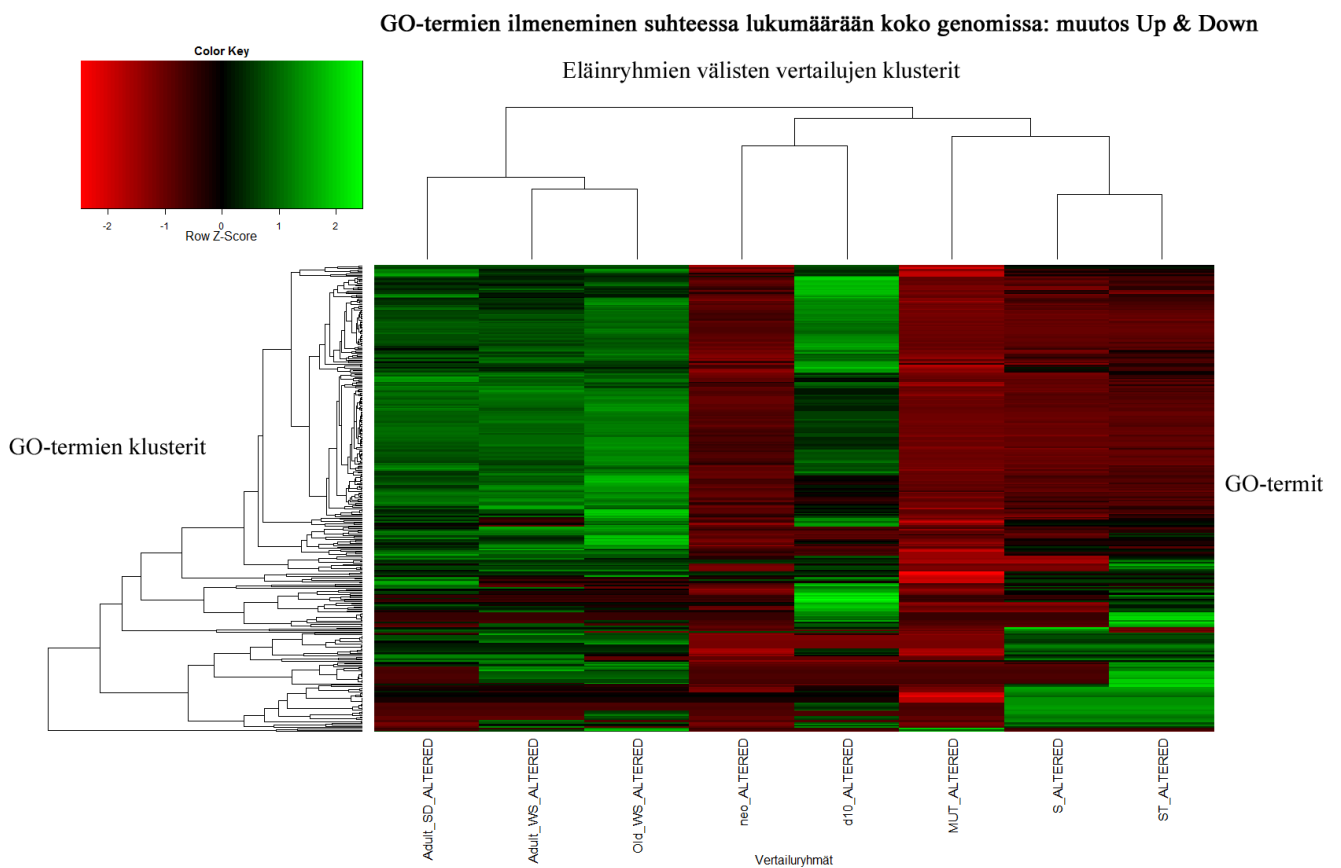 GO-termien ilmeneminen suhteessa lukumäärään koko genomissa: muutos Up & Down
Color Key
Eläinryhmien välisten vertailujen klusterit
-2 -1 0 1 2
Row Z-Score
GO-termien klusterit
GO-termit
Adult_SD_ALTERED
Adult_WS_ALTERED
Old_WS_ALTERED
neo_ALTERED
d10_ALTERED
MUT_ALTERED
S_ALTERED
ST_ALTERED
Vertailuryhmät